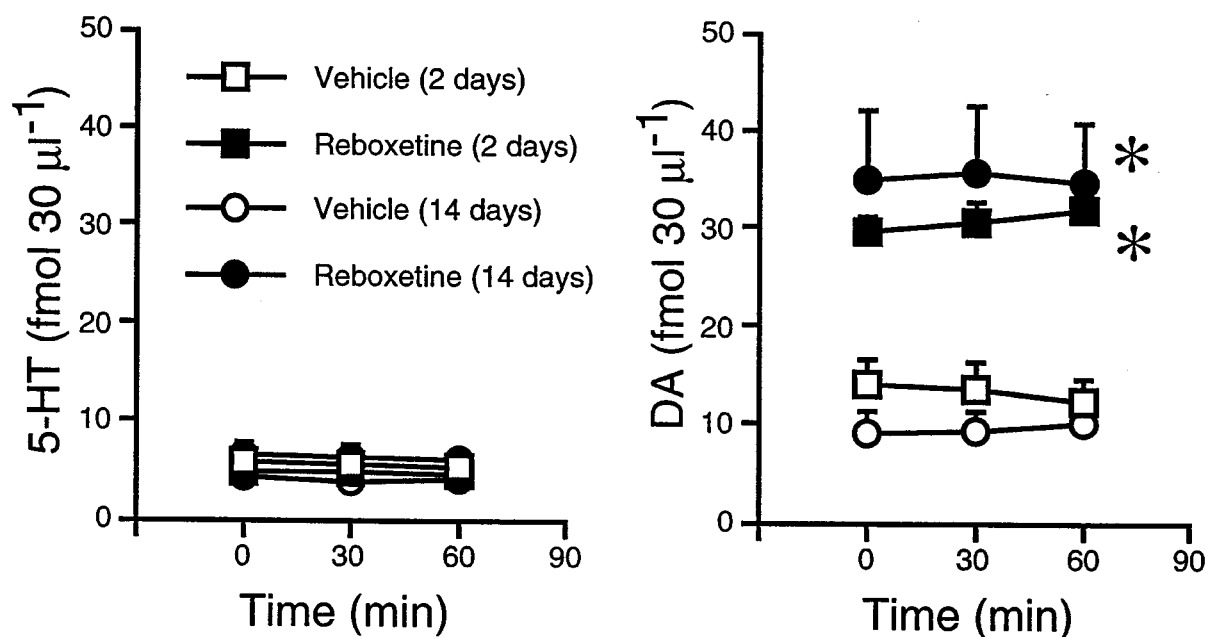 50
40
30
20
10
0
5-HT (fmol 30 µl⁻¹)
Vehicle (2 days)
Reboxetine (2 days)
Vehicle (14 days)
Reboxetine (14 days)
0 30 60 90
Time (min)
50
40
30
20
10
0
DA (fmol 30 µl⁻¹)
*
*
0 30 60 90
Time (min)